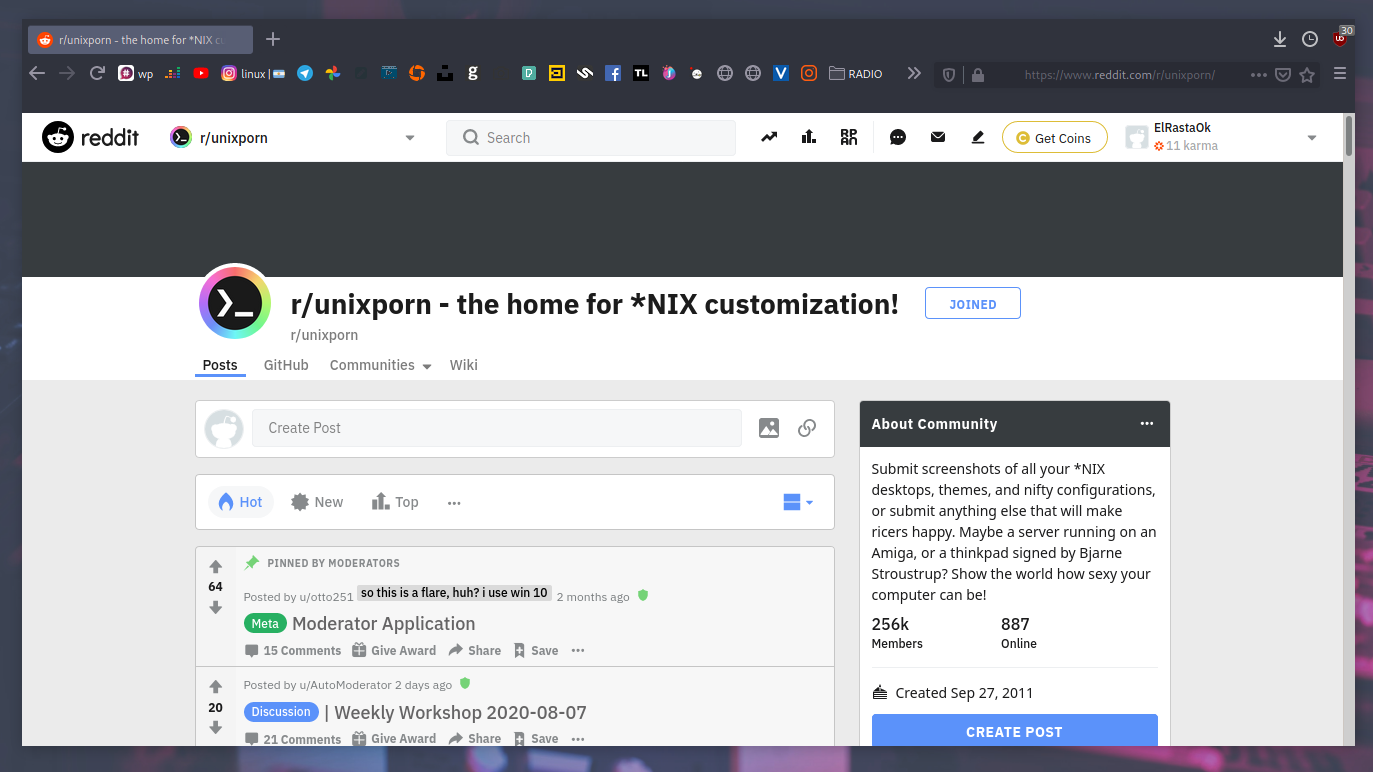 r/unixporn - the home for *NIX cu
30
wp
linux |
TL
RADIO
https://www.reddit.com/r/unixporn/
reddit
r/unixporn
Search
Get Coins
ElRastaOk
11 karma
r/unixporn - the home for *NIX customization!
JOINED
r/unixporn
Posts
GitHub
Communities
Wiki
Create Post
Hot
New
Top
PINNED BY MODERATORS
64
Posted by u/otto251 so this is a flare, huh? i use win 10 2 months ago
Meta Moderator Application
15 Comments Give Award Share Save
Posted by u/AutoModerator 2 days ago
20
Discussion | Weekly Workshop 2020-08-07
21 Comments Give Award Share Save
About Community
Submit screenshots of all your *NIX
desktops, themes, and nifty configurations,
or submit anything else that will make
ricers happy. Maybe a server running on an
Amiga, or a thinkpad signed by Bjarne
Stroustrup? Show the world how sexy your
computer can be!
256k 887
Members Online
Created Sep 27, 2011
CREATE POST